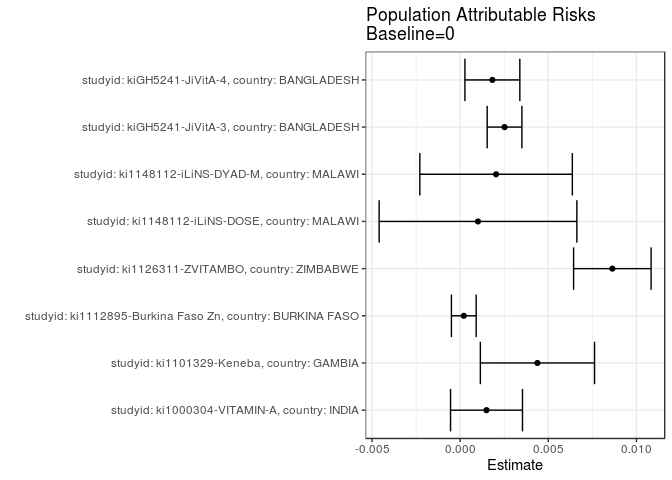 Population Attributable Risks
Baseline=0
studyid: kiGH5241-JiVitA-4, country: BANGLADESH
studyid: kiGH5241-JiVitA-3, country: BANGLADESH
studyid: ki1148112-iLiNS-DYAD-M, country: MALAWI
studyid: ki1148112-iLiNS-DOSE, country: MALAWI
studyid: ki1126311-ZVITAMBO, country: ZIMBABWE
studyid: ki1112895-Burkina Faso Zn, country: BURKINA FASO
studyid: ki1101329-Keneba, country: GAMBIA
studyid: ki1000304-VITAMIN-A, country: INDIA
-0.005 0.000 0.005 0.010
Estimate